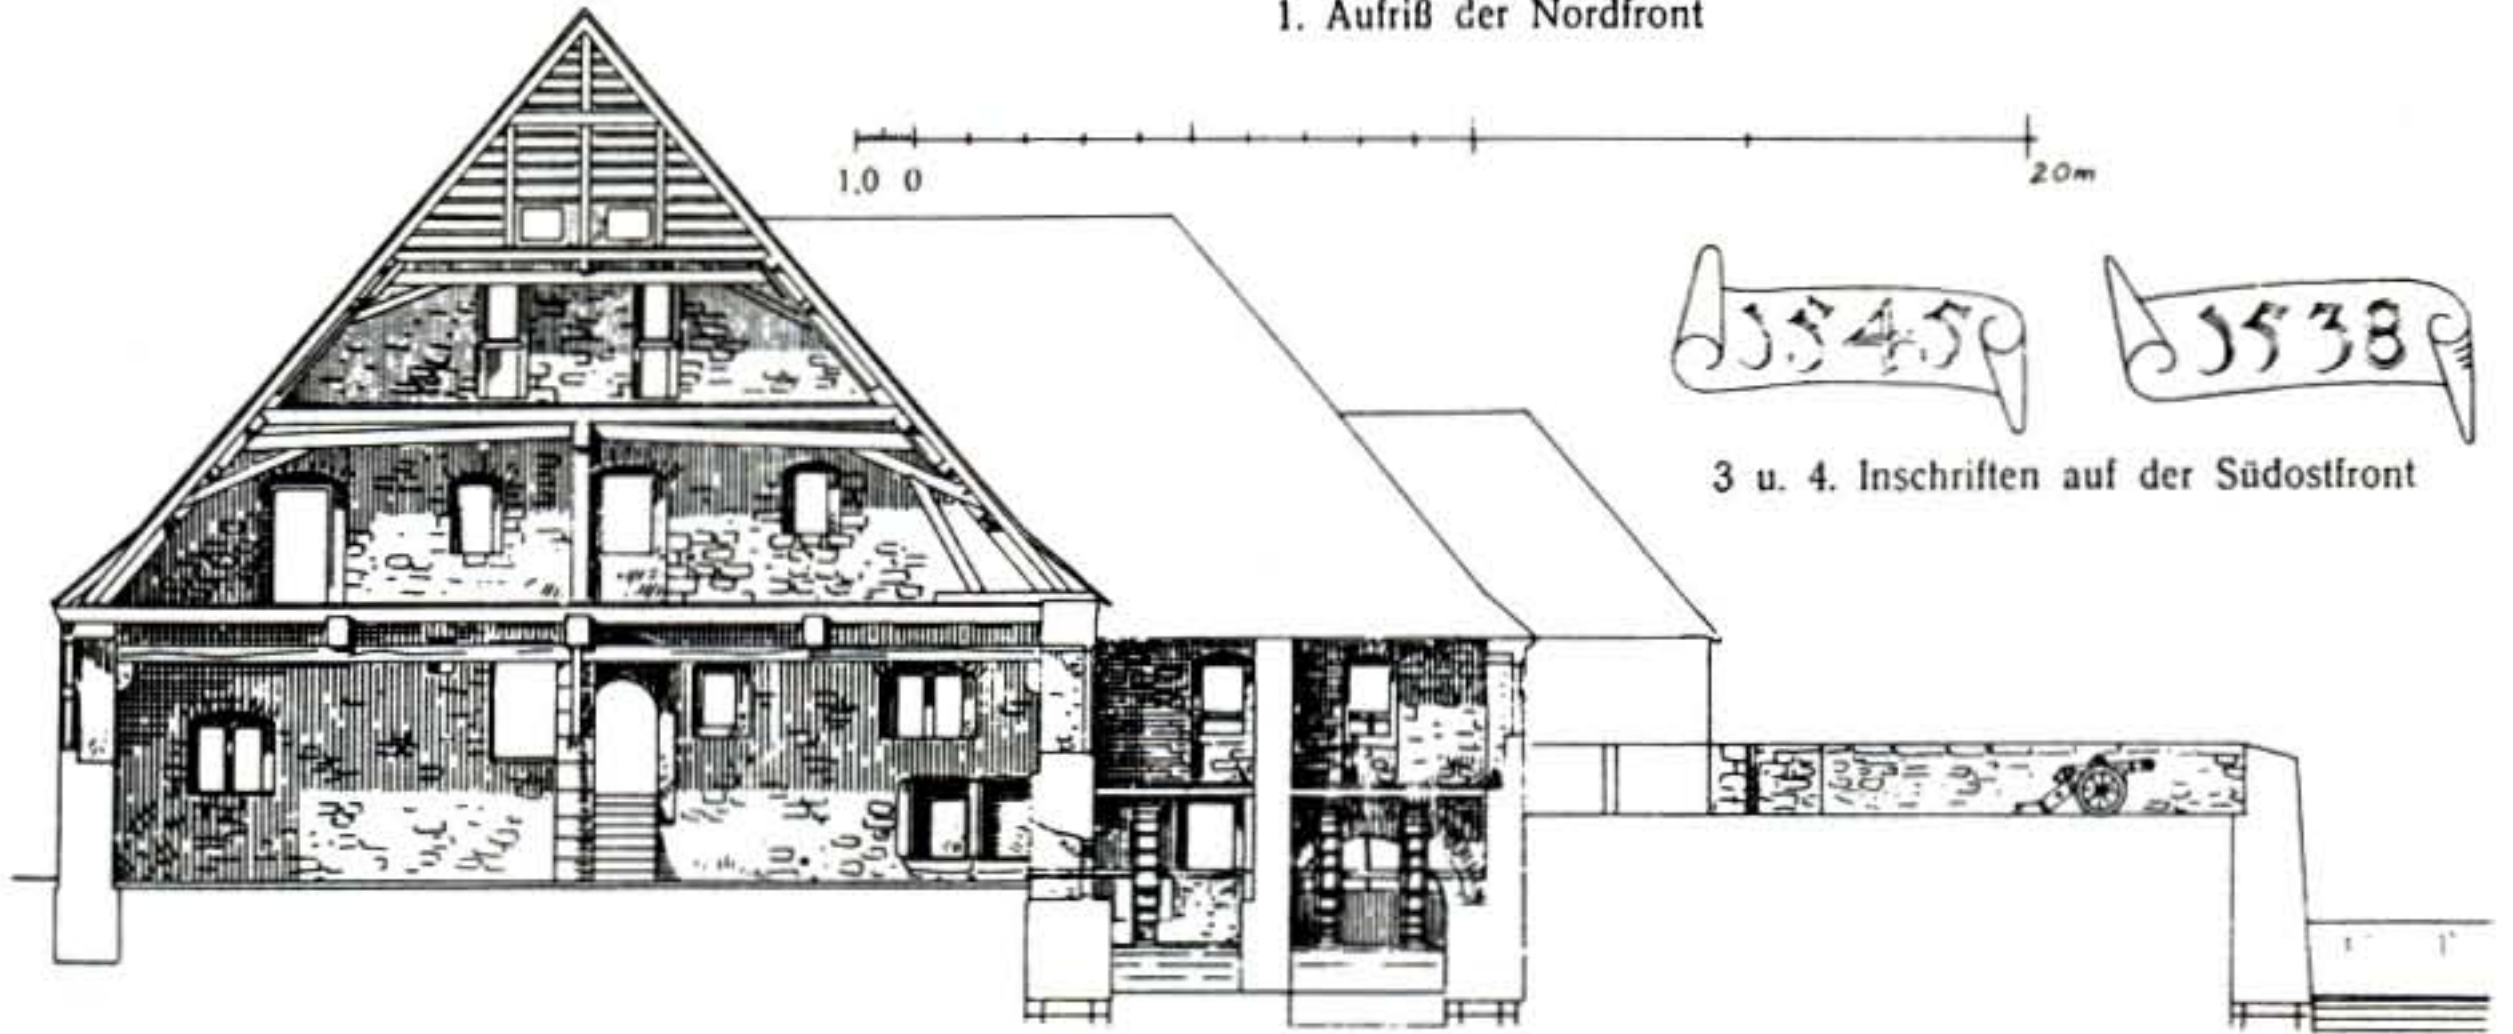 1. Aufriß der Nordfront
1,0 0
20m
1545
1538
3 u. 4. Inschriften auf der Südostfront